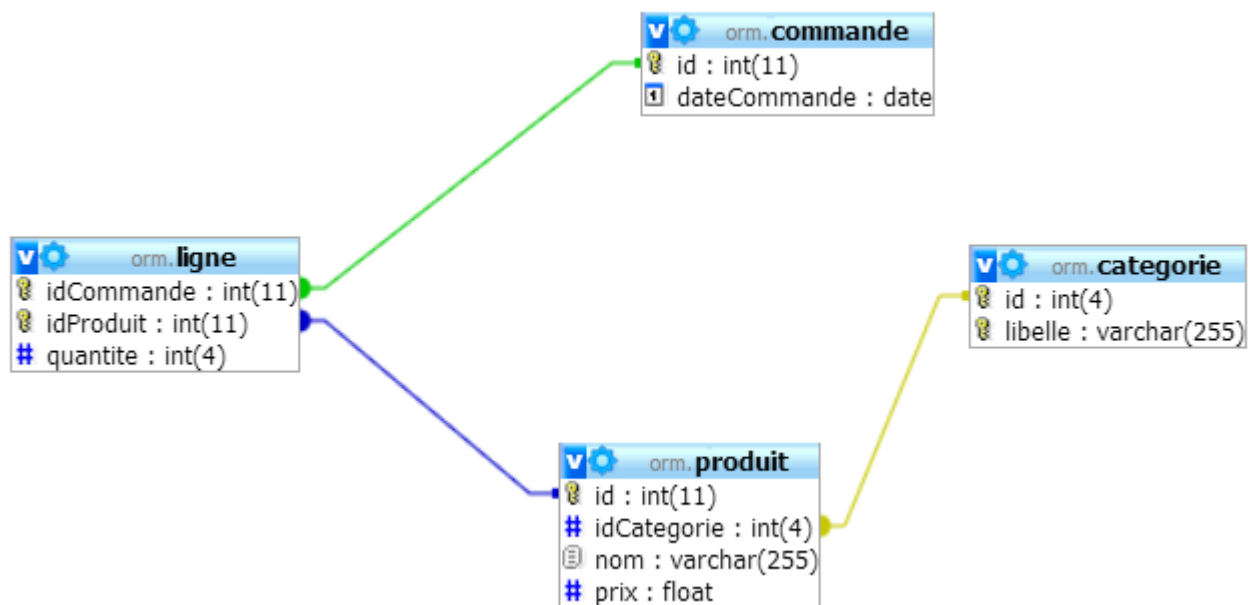 orm.commande
id : int(11)
dateCommande : date
orm.ligne
idCommande : int(11)
idProduit : int(11)
# quantite : int(4)
orm.categorie
id : int(4)
libelle : varchar(255)
orm.produit
id : int(11)
# idCategorie : int(4)
nom : varchar(255)
# prix : float